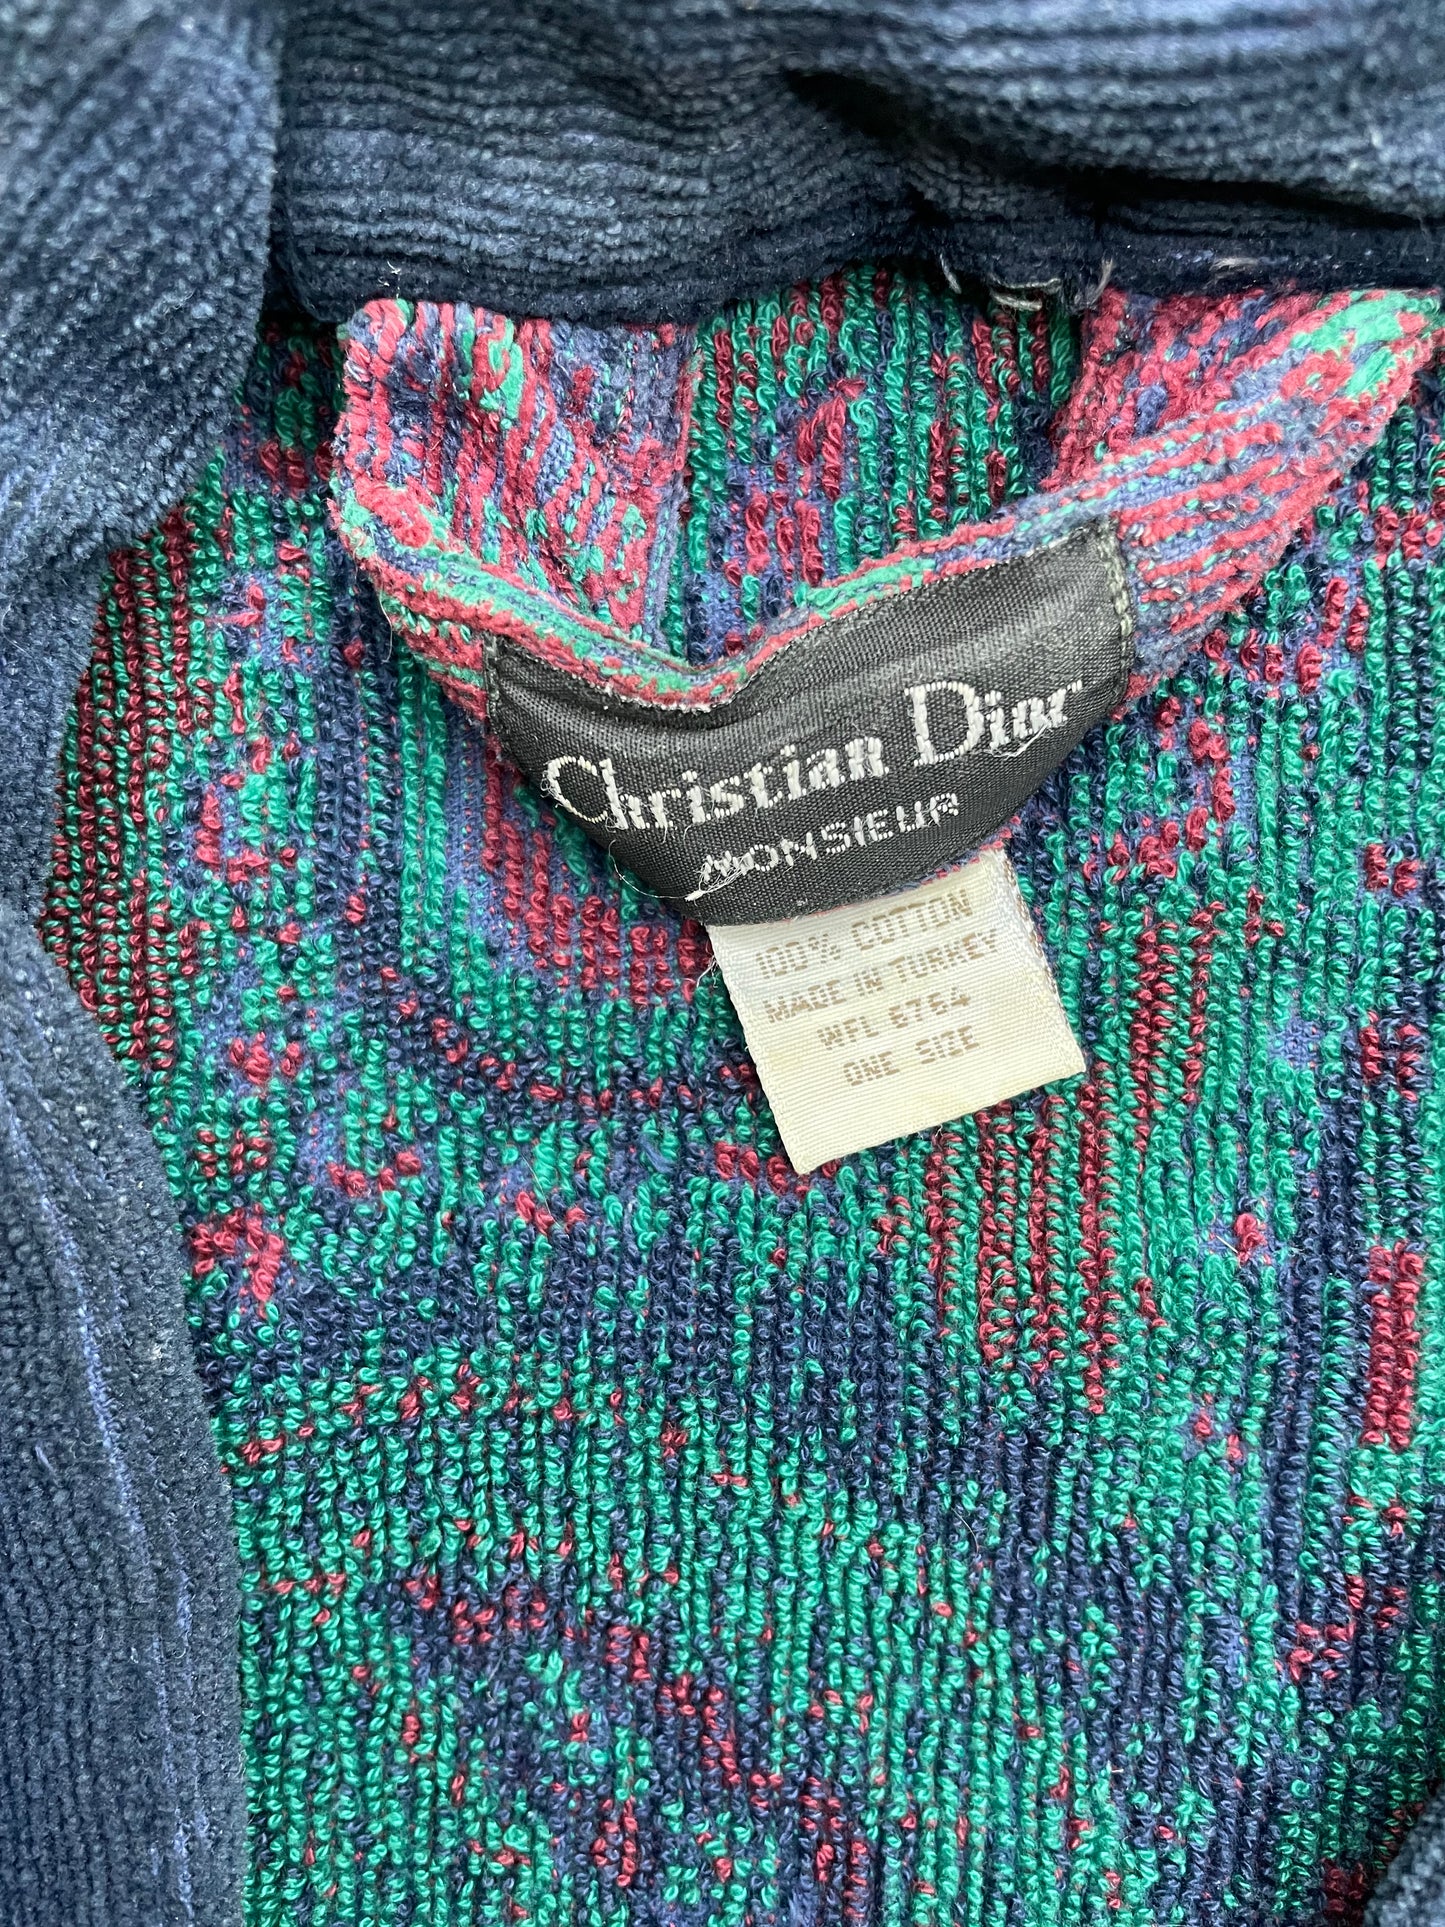 Christian Dior
MONSIEUR
100% COTTON
MADE IN TURKEY
WPL 6764
ONE SIZE